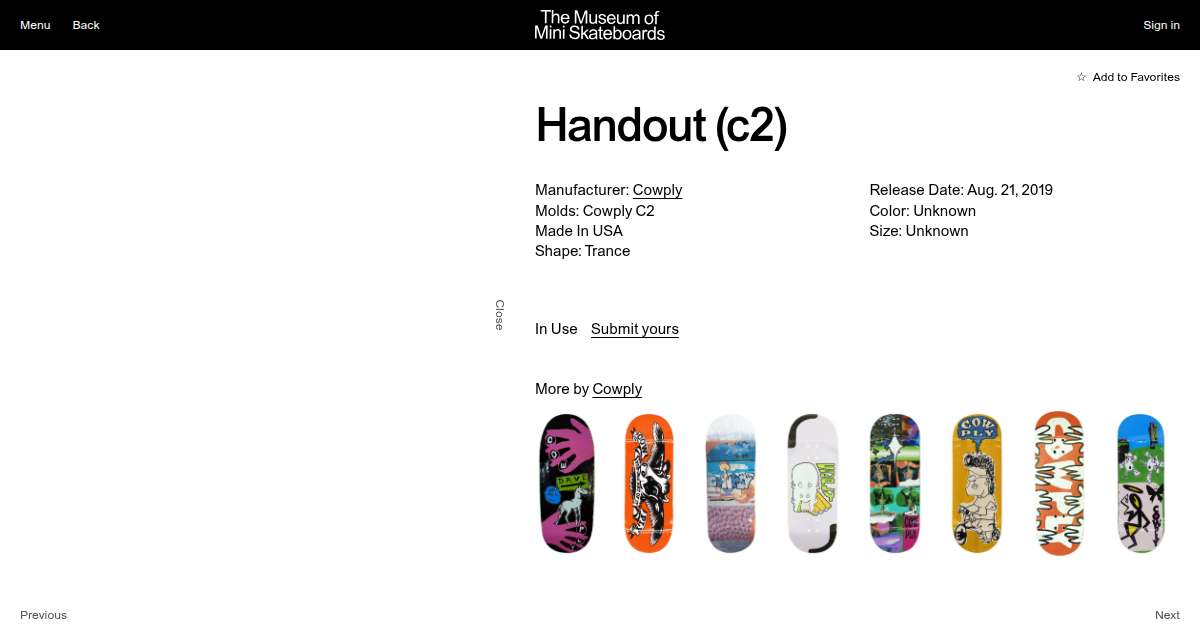 Menu
Back
The Museum of
Mini Skateboards
Sign in
☆ Add to Favorites
Handout (c2)
Manufacturer: Cowply
Molds: Cowply C2
Made In USA
Shape: Trance
Release Date: Aug. 21, 2019
Color: Unknown
Size: Unknown
Close
In Use
Submit yours
More by Cowply
DAVE
COW
PLY
Previous
Next